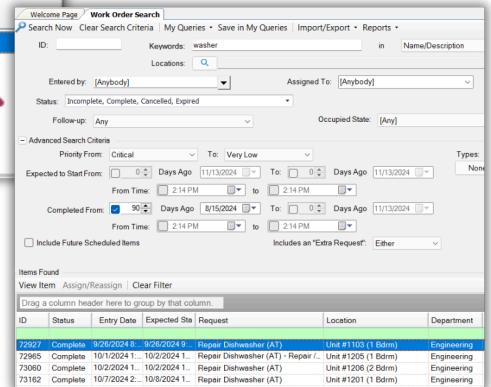 Welcome Page Work Order Search
Search Now Clear Search Criteria My Queries Save in My Queries Import/Export Reports
ID: Keywords: washer in Name/Description
Locations:
Entered by: [Anybody] Assigned To: [Anybody]
Status: Incomplete, Complete, Cancelled, Expired
Follow-up: Any Occupied State: [Any]
Advanced Search Criteria
Priority From: Critical To: Very Low Types:
Expected to Start From: 0 Days Ago 11/13/2024 To: 0 Days Ago 11/13/2024 None
From Time: 2:14 PM to 2:14 PM
Completed From: 90 Days Ago 8/15/2024 To: 0 Days Ago 11/13/2024
From Time: 2:14 PM to 2:14 PM
Include Future Scheduled Items Includes an "Extra Request": Either
Items Found
View Item Assign/Reassign Clear Filter
Drag a column header here to group by that column.
ID Status Entry Date Expected Sta Request Location Department
72927 Complete 9/26/2024 8:... 9/26/2024 9:... Repair Dishwasher (AT) Unit #1103 (1 Bdrm) Engineering
72965 Complete 10/1/2024 1:... 10/2/2024 1... Repair Dishwasher (AT) - Repair /... Unit #1205 (1 Bdrm) Engineering
73060 Complete 10/2/2024 1... 10/2/2024 1... Repair Dishwasher (AT) Unit #1206 (1 Bdrm) Engineering
73162 Complete 10/7/2024 2:... 10/8/2024 1... Repair Dishwasher (AT) Unit #1201 (1 Bdrm) Engineering